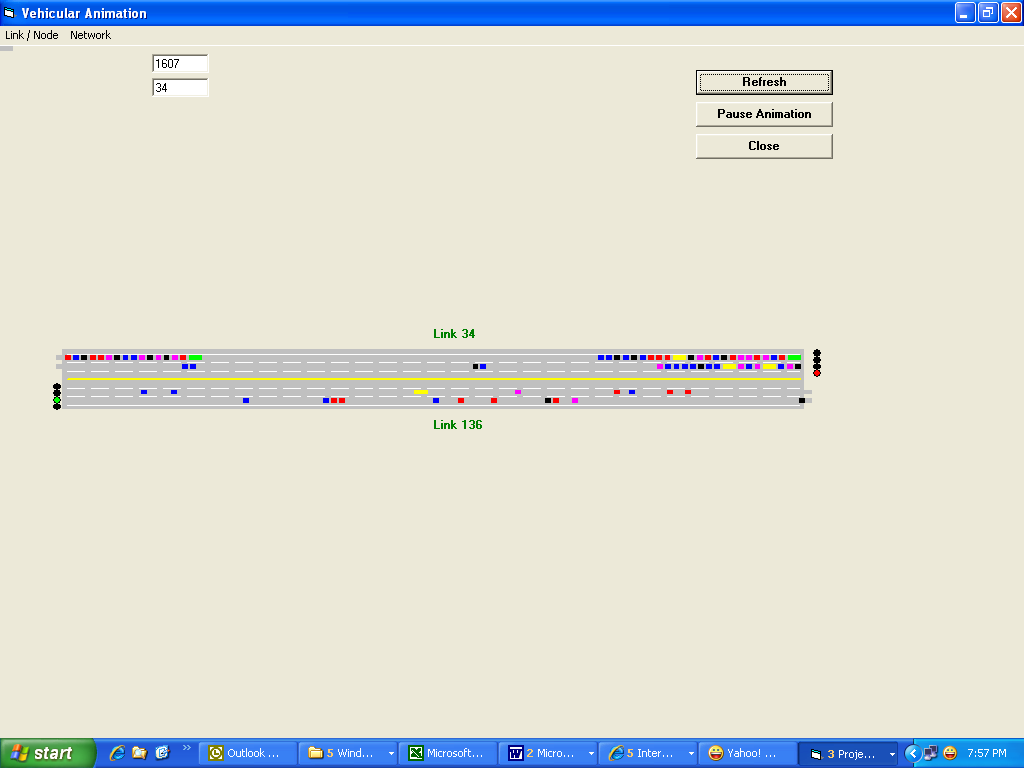 Vehicular Animation
Link / Node Network
1607
34
Refresh
Pause Animation
Close
Link 34
Link 136
start
Outlook ...
5 Wind...
Microsoft...
2 Micro...
5 Inter...
Yahoo! ...
3 Proje...
7:57 PM